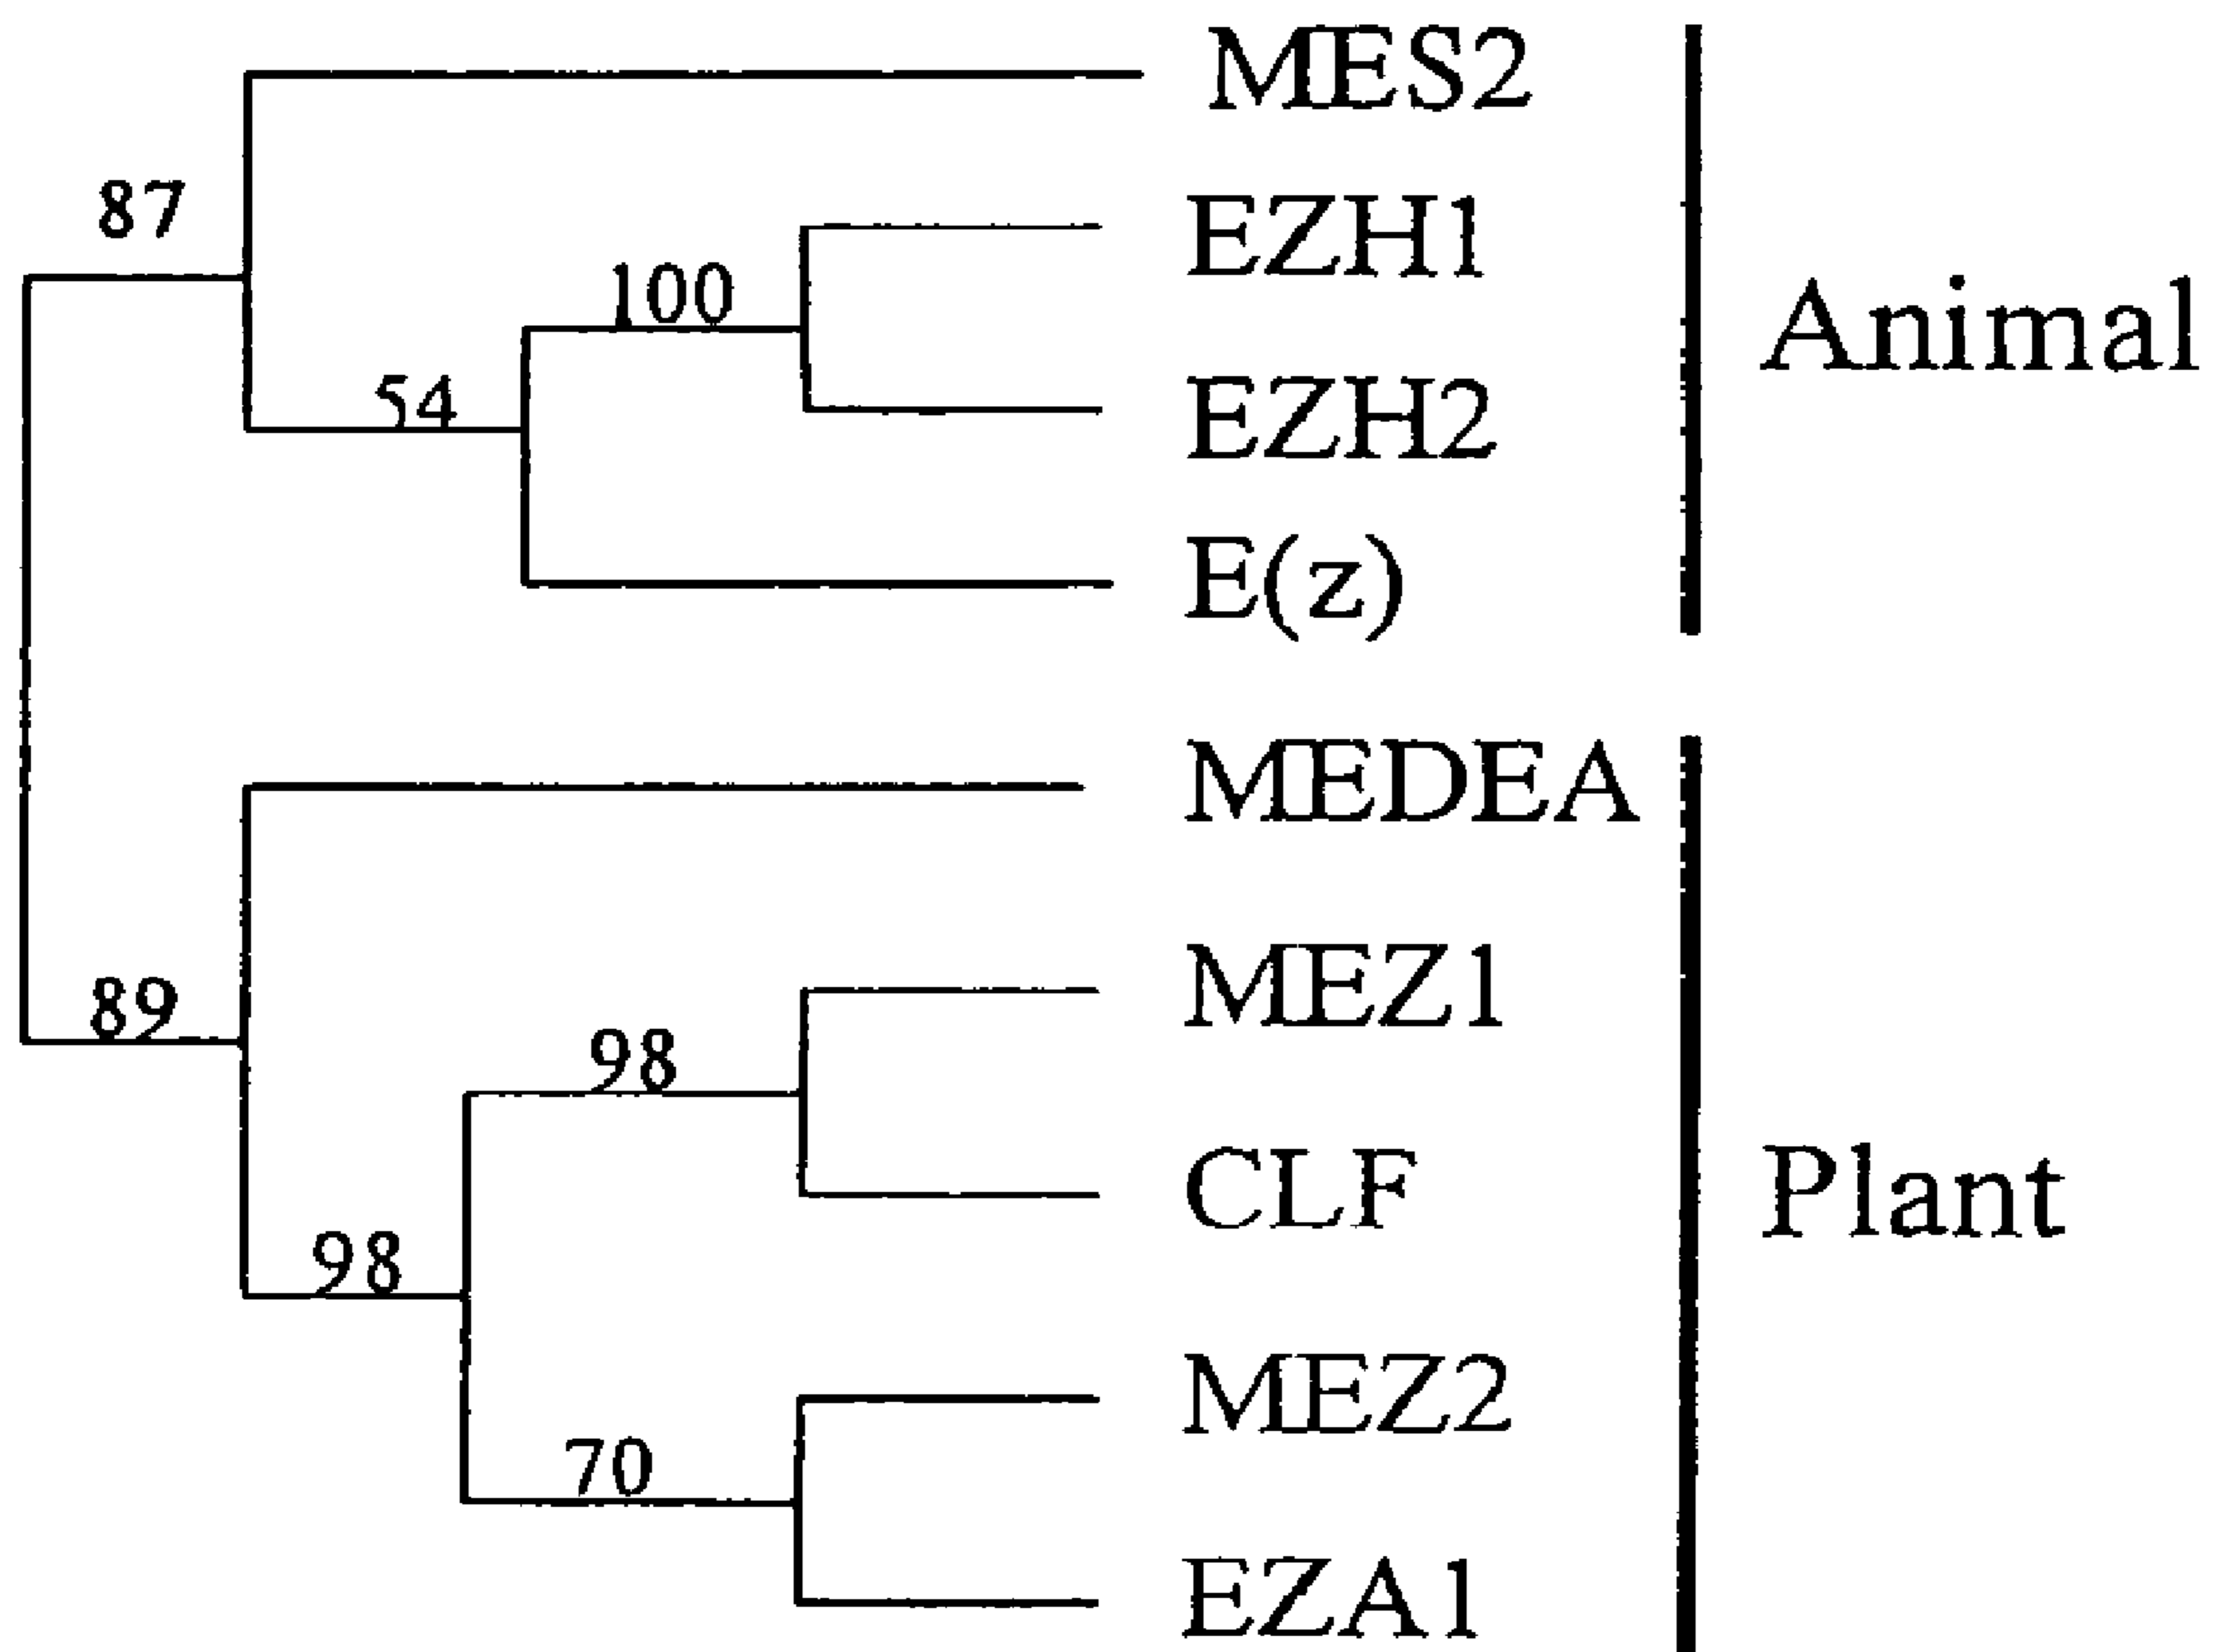 MES2
87
EZH1
100
Animal
54
EZH2
E(z)
MEDEA
MEZ1
89
98
CLF
Plant
98
MEZ2
70
EZA1